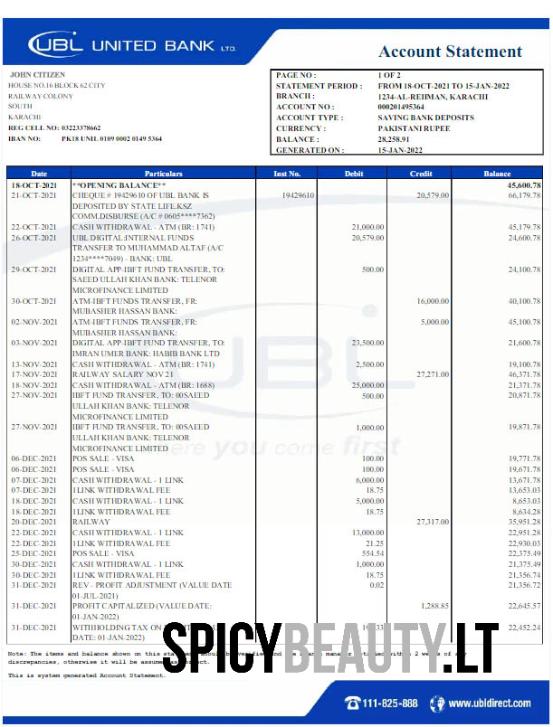 UBL UNITED BANK LTD.
Account Statement
JOHN CITIZEN
HOUSE NO.16 BLOCK 62 CITY
RAILWAY COLONY
SOUTH
KARACHI
REG CELL NO: 03223378662
IBAN NO: PK18 UNIL 0109 0002 0149 5364
PAGE NO : 1 OF 2
STATEMENT PERIOD : FROM 18-OCT-2021 TO 15-JAN-2022
BRANCH : 1234-AL-REHMAN, KARACHI
ACCOUNT NO : 000201495364
ACCOUNT TYPE : SAVING BANK DEPOSITS
CURRENCY : PAKISTANI RUPEE
BALANCE : 28,258.91
GENERATED ON : 15-JAN-2022
Date Particulars Inst No. Debit Credit Balance
18-OCT-2021 **OPENING BALANCE** 45,600.78
21-OCT-2021 CHEQUE # 19429610 OF UBL BANK IS 19429610 20,579.00 66,179.78
DEPOSITED BY STATE LIFE.KSZ
COMM.DISBURSE (A/C # 0605****7362)
22-OCT-2021 CASH WITHDRAWAL - ATM (BR: 1741) 21,000.00 45,179.78
26-OCT-2021 UBL DIGITAL:INTERNAL FUNDS 20,579.00 24,600.78
TRANSFER TO MUHAMMAD ALTAF (A/C
1234****7049) - BANK: UBL
29-OCT-2021 DIGITAL APP-IBFT FUND TRANSFER, TO: 500.00 24,100.78
SAEED ULLAH KHAN BANK: TELENOR
MICROFINANCE LIMITED
30-OCT-2021 ATM-IBFT FUNDS TRANSFER, FR: 16,000.00 40,100.78
MUBASHER HASSAN BANK:
02-NOV-2021 ATM-IBFT FUNDS TRANSFER, FR: 5,000.00 45,100.78
MUBASHER HASSAN BANK:
03-NOV-2021 DIGITAL APP-IBFT FUND TRANSFER, TO: 23,500.00 21,600.78
IMRAN UMER BANK: HABIB BANK LTD
13-NOV-2021 CASH WITHDRAWAL - ATM (BR: 1741) 2,500.00 19,100.78
17-NOV-2021 RAILWAY SALARY NOV 21 27,271.00 46,371.78
18-NOV-2021 CASH WITHDRAWAL - ATM (BR: 1688) 25,000.00 21,371.78
27-NOV-2021 IBFT FUND TRANSFER, TO: 00SAEED 500.00 20,871.78
ULLAH KHAN BANK: TELENOR
MICROFINANCE LIMITED
27-NOV-2021 IBFT FUND TRANSFER, TO: 00SAEED 1,000.00 19,871.78
ULLAH KHAN BANK: TELENOR
MICROFINANCE LIMITED
where you come first
06-DEC-2021 POS SALE - VISA 100.00 19,771.78
06-DEC-2021 POS SALE - VISA 100.00 19,671.78
07-DEC-2021 CASH WITHDRAWAL - 1 LINK 6,000.00 13,671.78
07-DEC-2021 1LINK WITHDRAWAL FEE 18.75 13,653.03
18-DEC-2021 CASH WITHDRAWAL - 1 LINK 5,000.00 8,653.03
18-DEC-2021 1LINK WITHDRAWAL FEE 18.75 8,634.28
20-DEC-2021 RAILWAY 27,317.00 35,951.28
22-DEC-2021 CASH WITHDRAWAL - 1 LINK 13,000.00 22,951.28
22-DEC-2021 1LINK WITHDRAWAL FEE 21.25 22,930.03
25-DEC-2021 POS SALE - VISA 554.54 22,375.49
30-DEC-2021 CASH WITHDRAWAL - 1 LINK 1,000.00 21,375.49
30-DEC-2021 1LINK WITHDRAWAL FEE 18.75 21,356.74
31-DEC-2021 REV - PROFIT ADJUSTMENT (VALUE DATE 0.02 21,356.72
01-JUL-2021)
31-DEC-2021 PROFIT CAPITALIZED (VALUE DATE: 1,288.85 22,645.57
01-JAN-2022)
31-DEC-2021 WITHHOLDING TAX ON 22,452.24
DATE: 01-JAN-2022)
SPICYBEAUTY.LT
Note: The items and balance shown on this should be verified 2 weeks of
discrepancies, otherwise it will be assumed
This is system generated Account Statement.
111-825-888 www.ubldirect.com